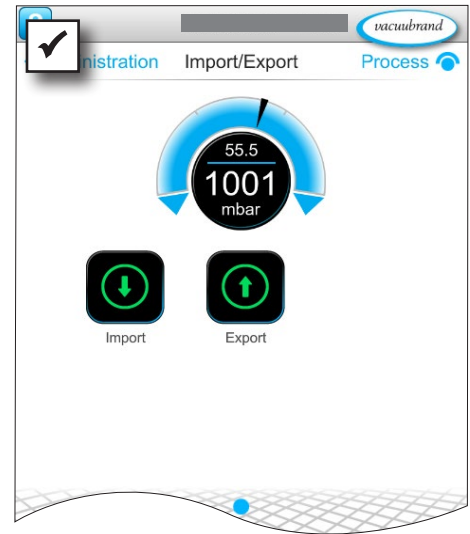 vacuubrand
nistration Import/Export Process
55.5
1001
mbar
Import Export